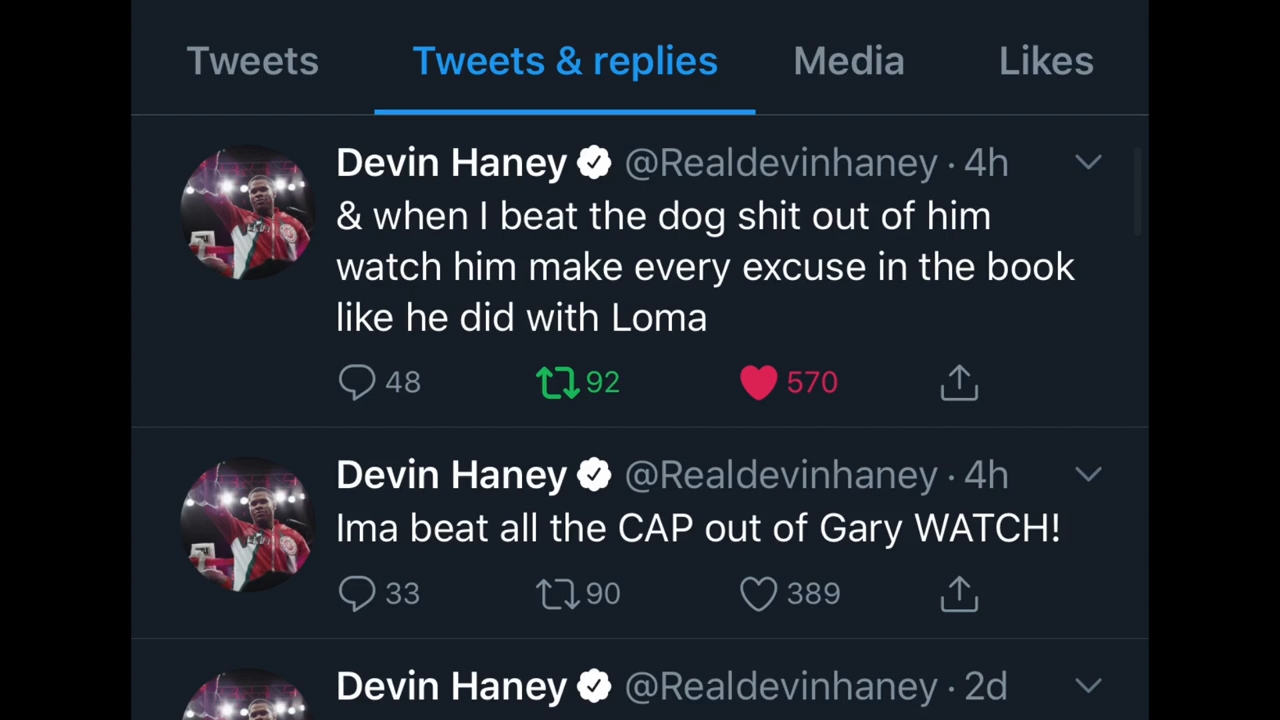 Tweets Tweets & replies Media Likes
Devin Haney @Realdevinhaney · 4h
& when I beat the dog shit out of him
watch him make every excuse in the book
like he did with Loma
48 92 570
Devin Haney @Realdevinhaney · 4h
Ima beat all the CAP out of Gary WATCH!
33 90 389
Devin Haney @Realdevinhaney · 2d